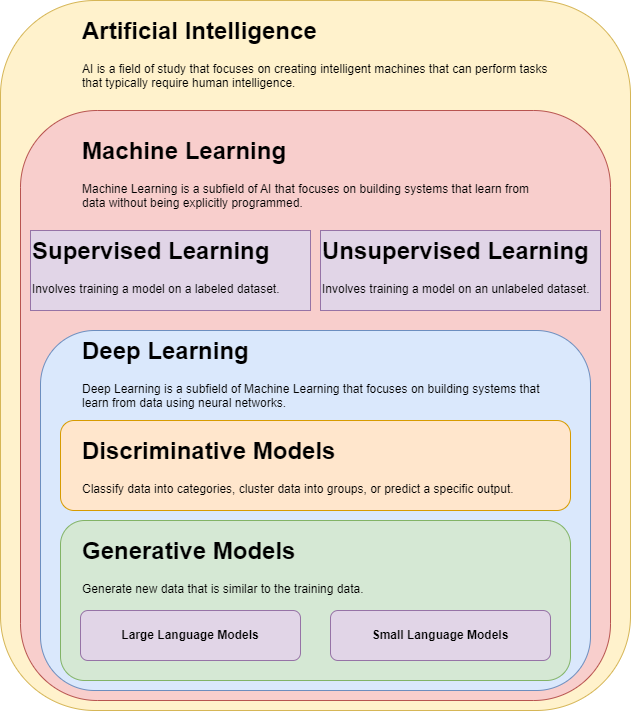 Artificial Intelligence
AI is a field of study that focuses on creating intelligent machines that can perform tasks
that typically require human intelligence.
Machine Learning
Machine Learning is a subfield of AI that focuses on building systems that learn from
data without being explicitly programmed.
Supervised Learning
Involves training a model on a labeled dataset.
Unsupervised Learning
Involves training a model on an unlabeled dataset.
Deep Learning
Deep Learning is a subfield of Machine Learning that focuses on building systems that
learn from data using neural networks.
Discriminative Models
Classify data into categories, cluster data into groups, or predict a specific output.
Generative Models
Generate new data that is similar to the training data.
Large Language Models
Small Language Models